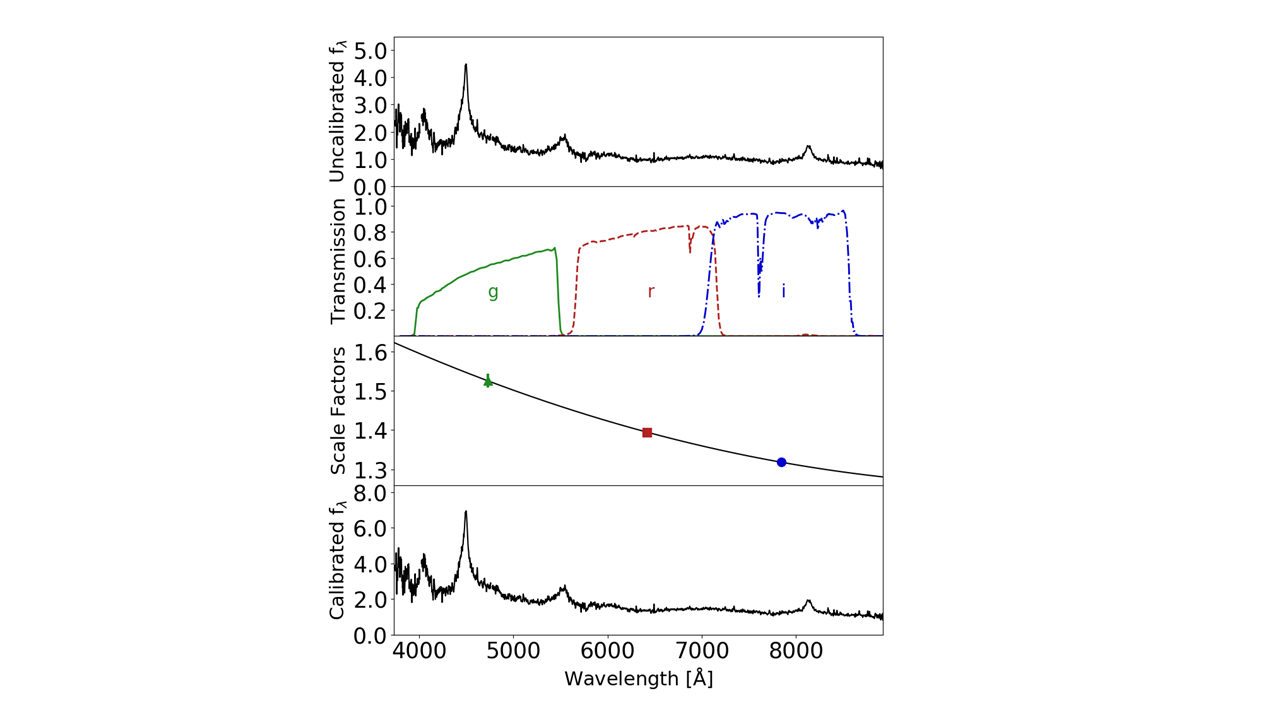 Uncalibrated fλ
5.0
4.0
3.0
2.0
1.0
0.0
Transmission
1.0
0.8
0.6
0.4
0.2
g
r
i
Scale Factors
1.6
1.5
1.4
1.3
Calibrated fλ
8.0
6.0
4.0
2.0
0.0
4000 5000 6000 7000 8000
Wavelength [Å]